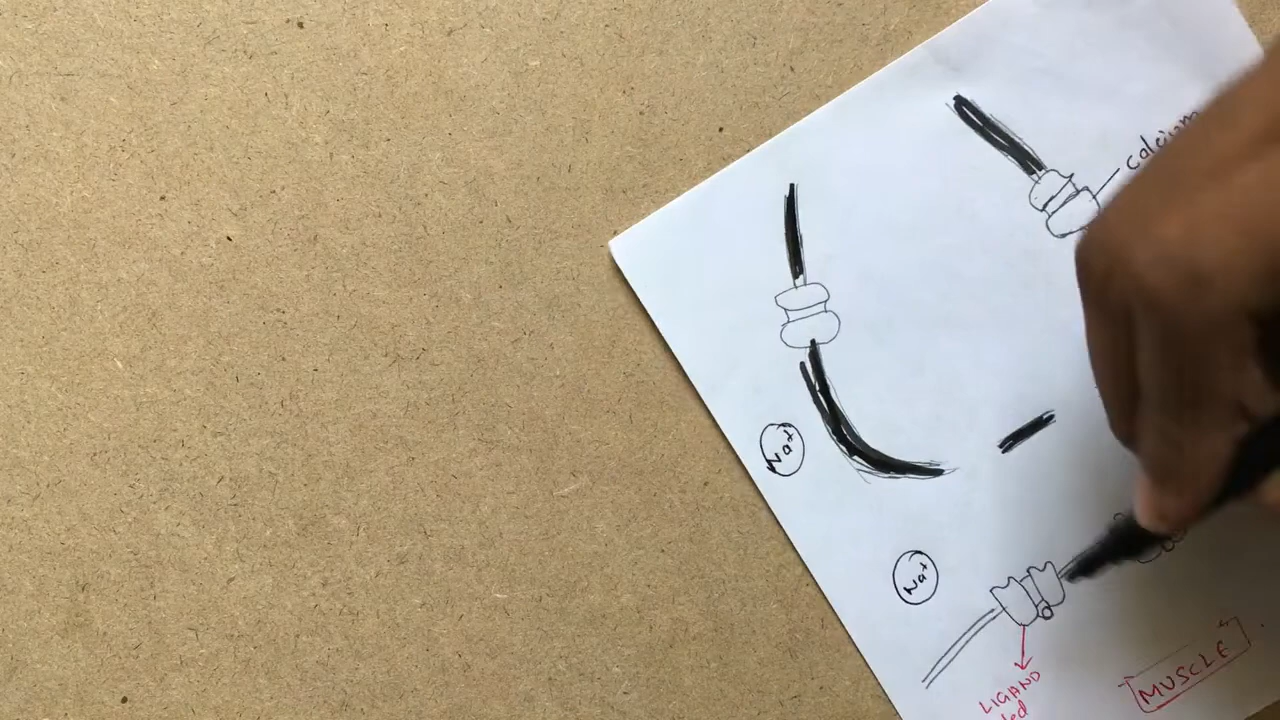 calcium
Na+
Na+
LIGAND
MUSCLE